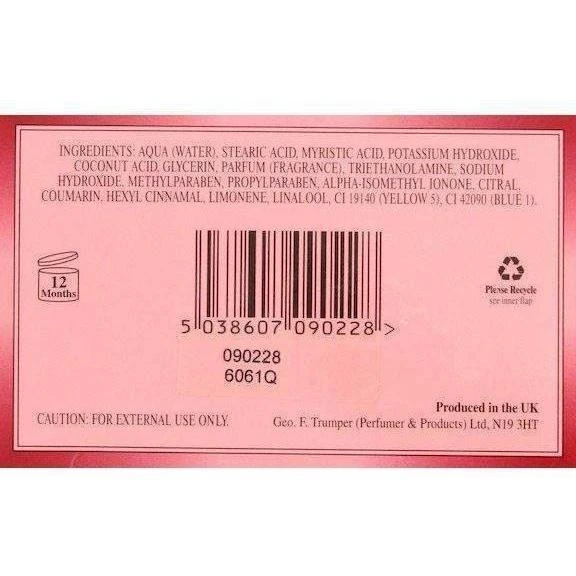 INGREDIENTS: AQUA (WATER), STEARIC ACID, MYRISTIC ACID, POTASSIUM HYDROXIDE,
COCONUT ACID, GLYCERIN, PARFUM (FRAGRANCE), TRIETHANOLAMINE, SODIUM
HYDROXIDE, METHYLPARABEN, PROPYLPARABEN, ALPHA-ISOMETHYL IONONE, CITRAL,
COUMARIN, HEXYL CINNAMAL, LIMONENE, LINALOOL, CI 19140 (YELLOW 5), CI 42090 (BLUE 1).
12
Months
Please Recycle
see inner flap
5 038607 090228 >
090228
6061Q
Produced in the UK
CAUTION: FOR EXTERNAL USE ONLY.
Geo. F. Trumper (Perfumer & Products) Ltd, N19 3HT